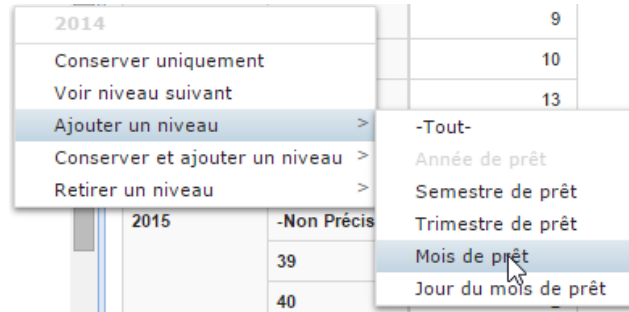 2014
Conserver uniquement
Voir niveau suivant
Ajouter un niveau >
Conserver et ajouter un niveau >
Retirer un niveau >
9
10
13
-Tout-
Année de prêt
Semestre de prêt
Trimestre de prêt
Mois de prêt
Jour du mois de prêt
2015
-Non Précis
39
40